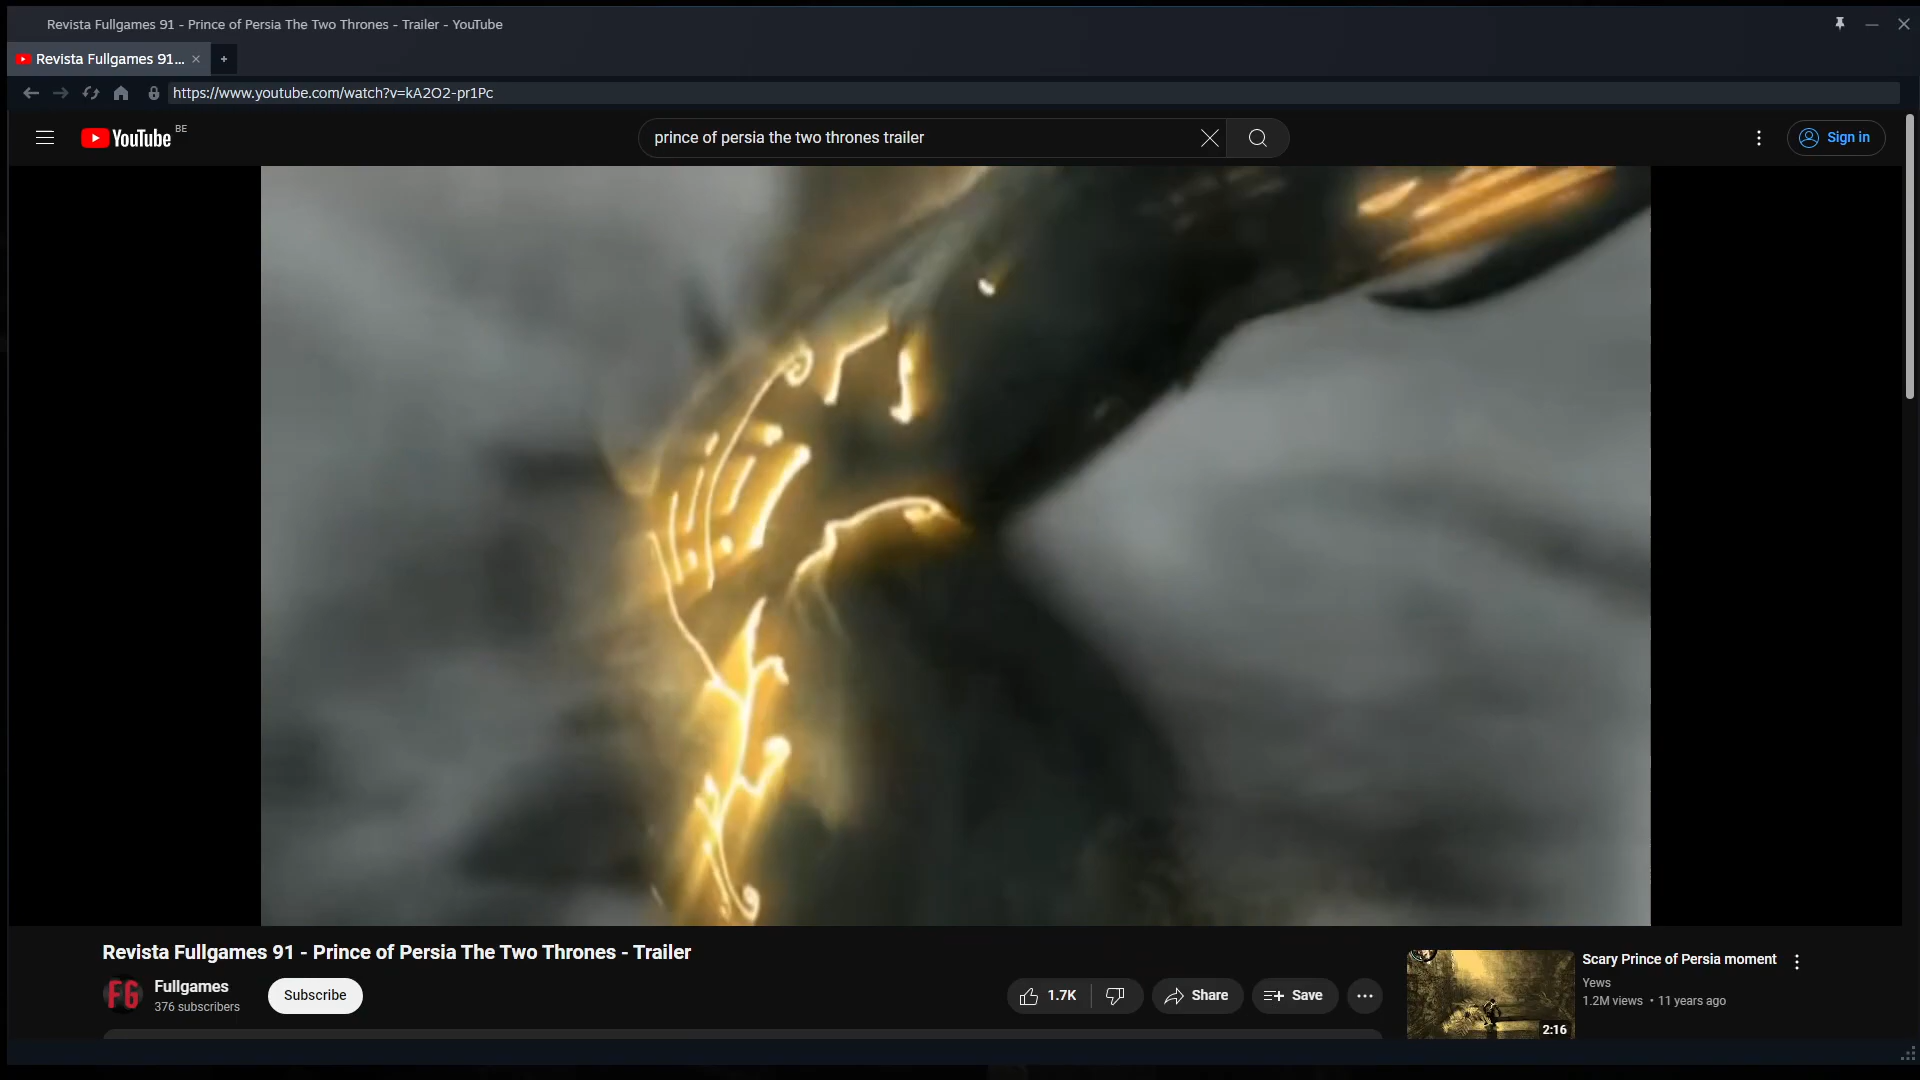 Revista Fullgames 91 - Prince of Persia The Two Thrones - Trailer - YouTube
Revista Fullgames 91...
https://www.youtube.com/watch?v=kA2O2-pr1Pc
YouTube BE
prince of persia the two thrones trailer
Sign in
Revista Fullgames 91 - Prince of Persia The Two Thrones - Trailer
FG
Fullgames
376 subscribers
Subscribe
1.7K
Share
Save
2:16
Scary Prince of Persia moment
Yews
1.2M views • 11 years ago